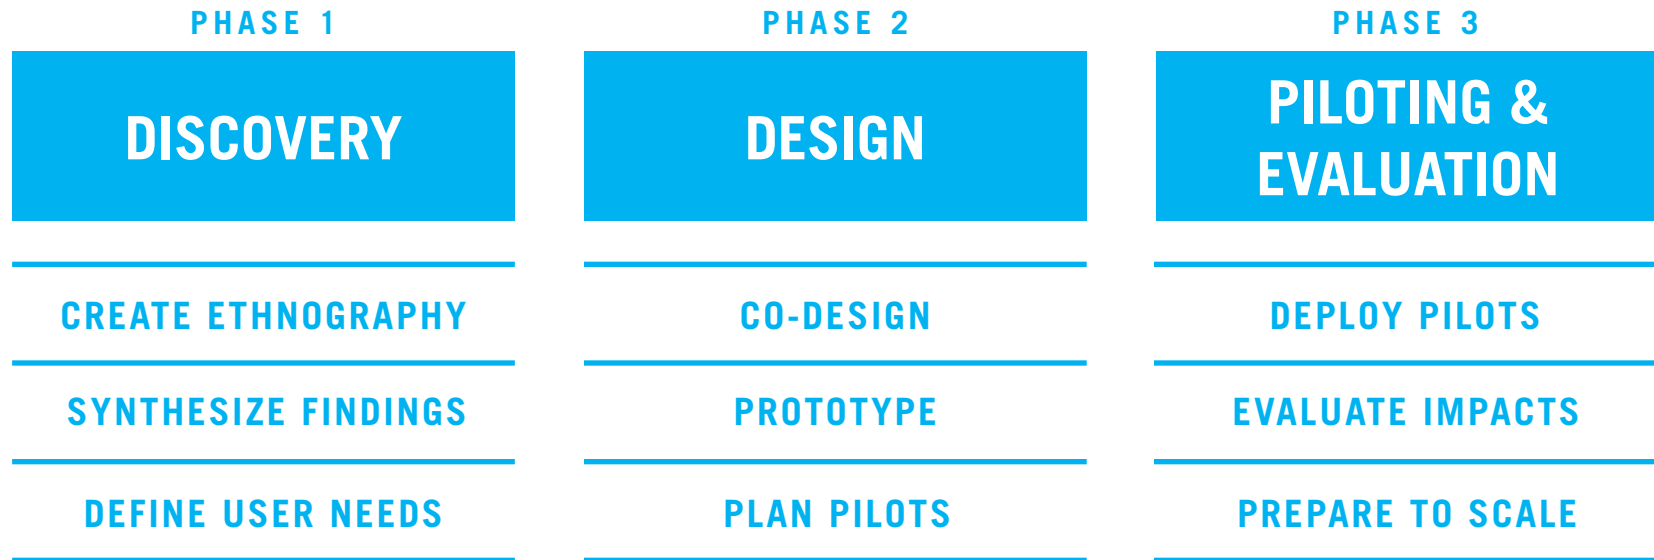 PHASE 1
DISCOVERY
CREATE ETHNOGRAPHY
SYNTHESIZE FINDINGS
DEFINE USER NEEDS
PHASE 2
DESIGN
CO-DESIGN
PROTOTYPE
PLAN PILOTS
PHASE 3
PILOTING &
EVALUATION
DEPLOY PILOTS
EVALUATE IMPACTS
PREPARE TO SCALE